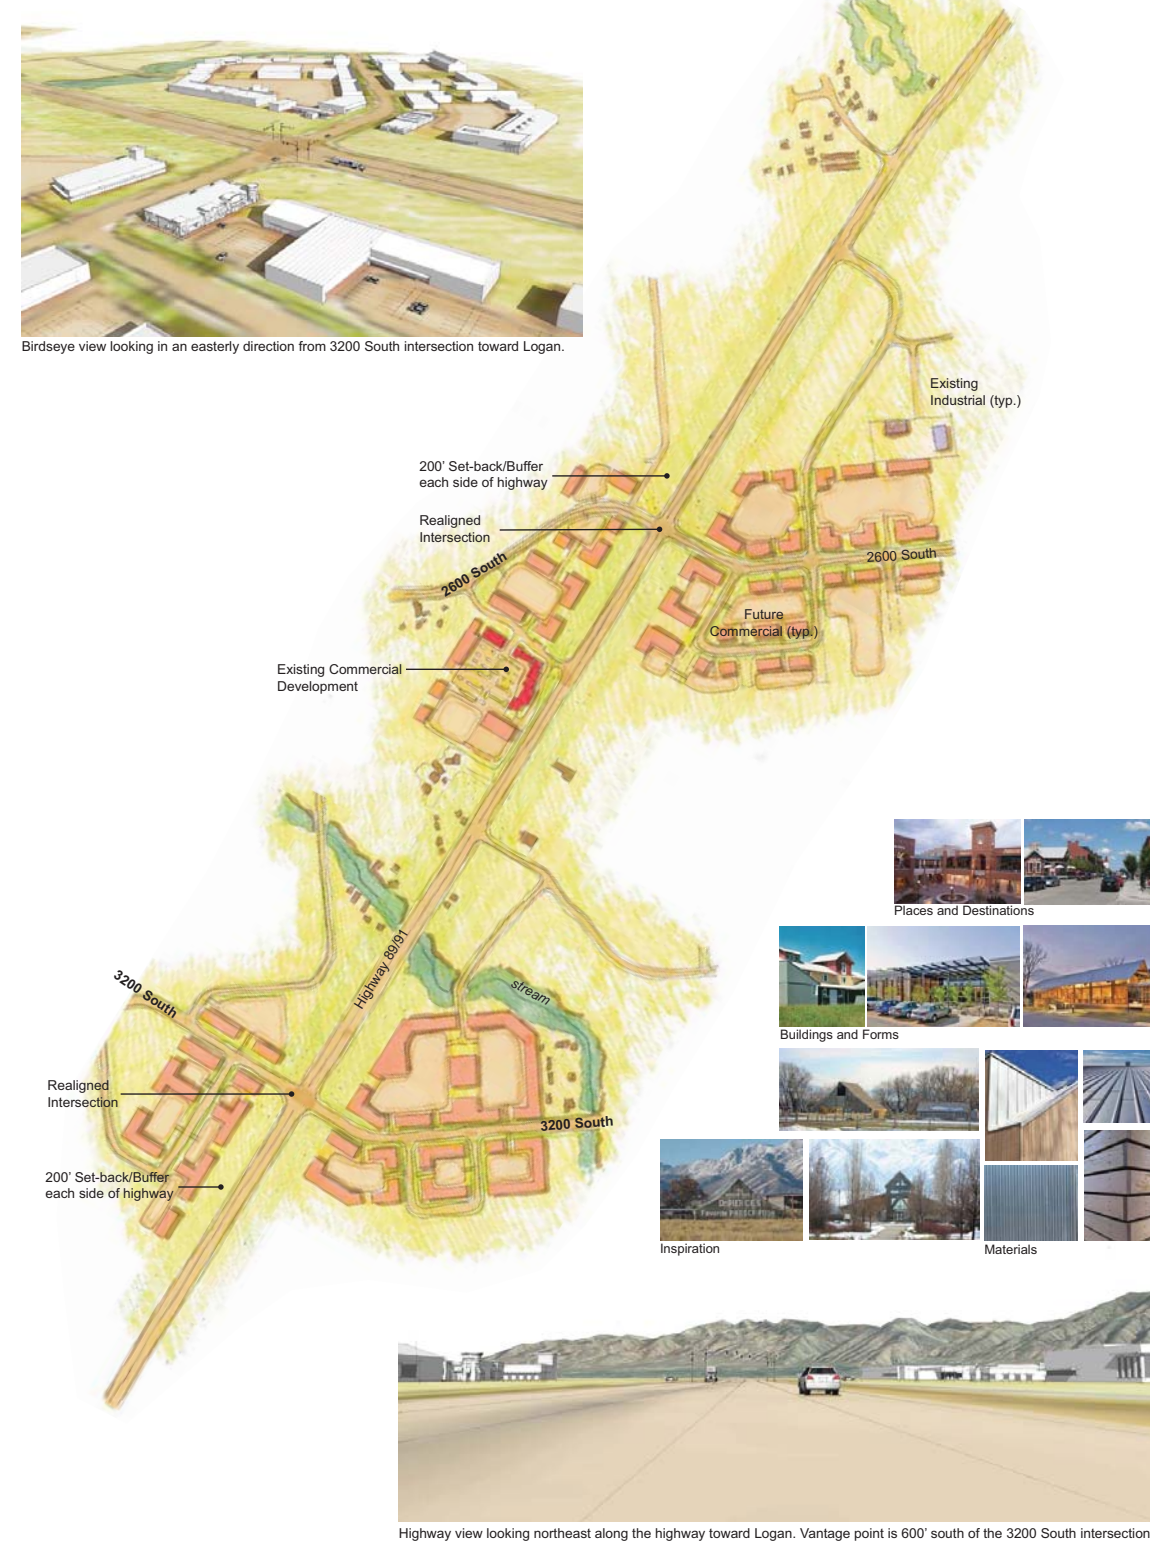 Birdseye view looking in an easterly direction from 3200 South intersection toward Logan.
Existing
Industrial (typ.)
200' Set-back/Buffer
each side of highway
Realigned
Intersection
2600 South
2600 South
Future
Commercial (typ.)
Existing Commercial
Development
Highway 89/91
stream
3200 South
Realigned
Intersection
3200 South
200' Set-back/Buffer
each side of highway
Places and Destinations
Buildings and Forms
Inspiration
Materials
Highway view looking northeast along the highway toward Logan. Vantage point is 600' south of the 3200 South intersection